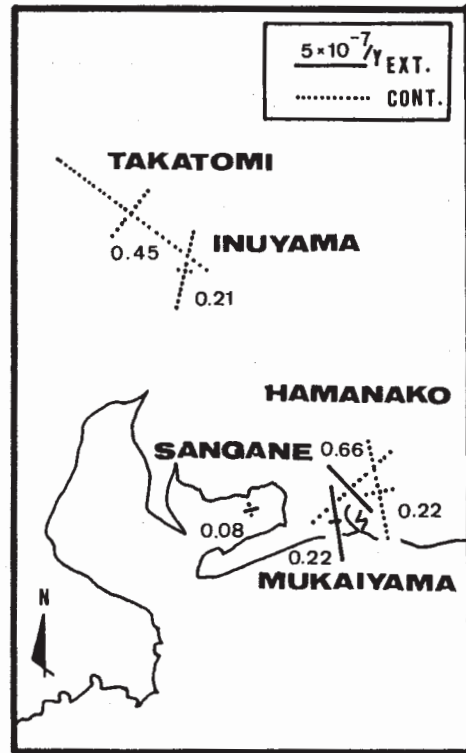 5×10⁻⁷/Y EXT.
CONT.
TAKATOMI
0.45
INUYAMA
0.21
HAMANAKO
SANGANE
0.66
0.22
0.08
0.22
MUKAIYAMA
N